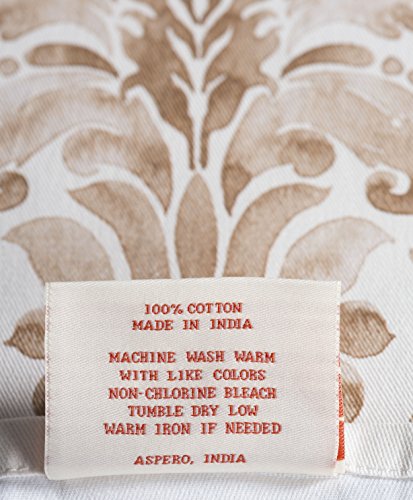 100% COTTON
MADE IN INDIA
MACHINE WASH WARM
WITH LIKE COLORS
NON-CHLORINE BLEACH
TUMBLE DRY LOW
WARM IRON IF NEEDED
ASPERO, INDIA